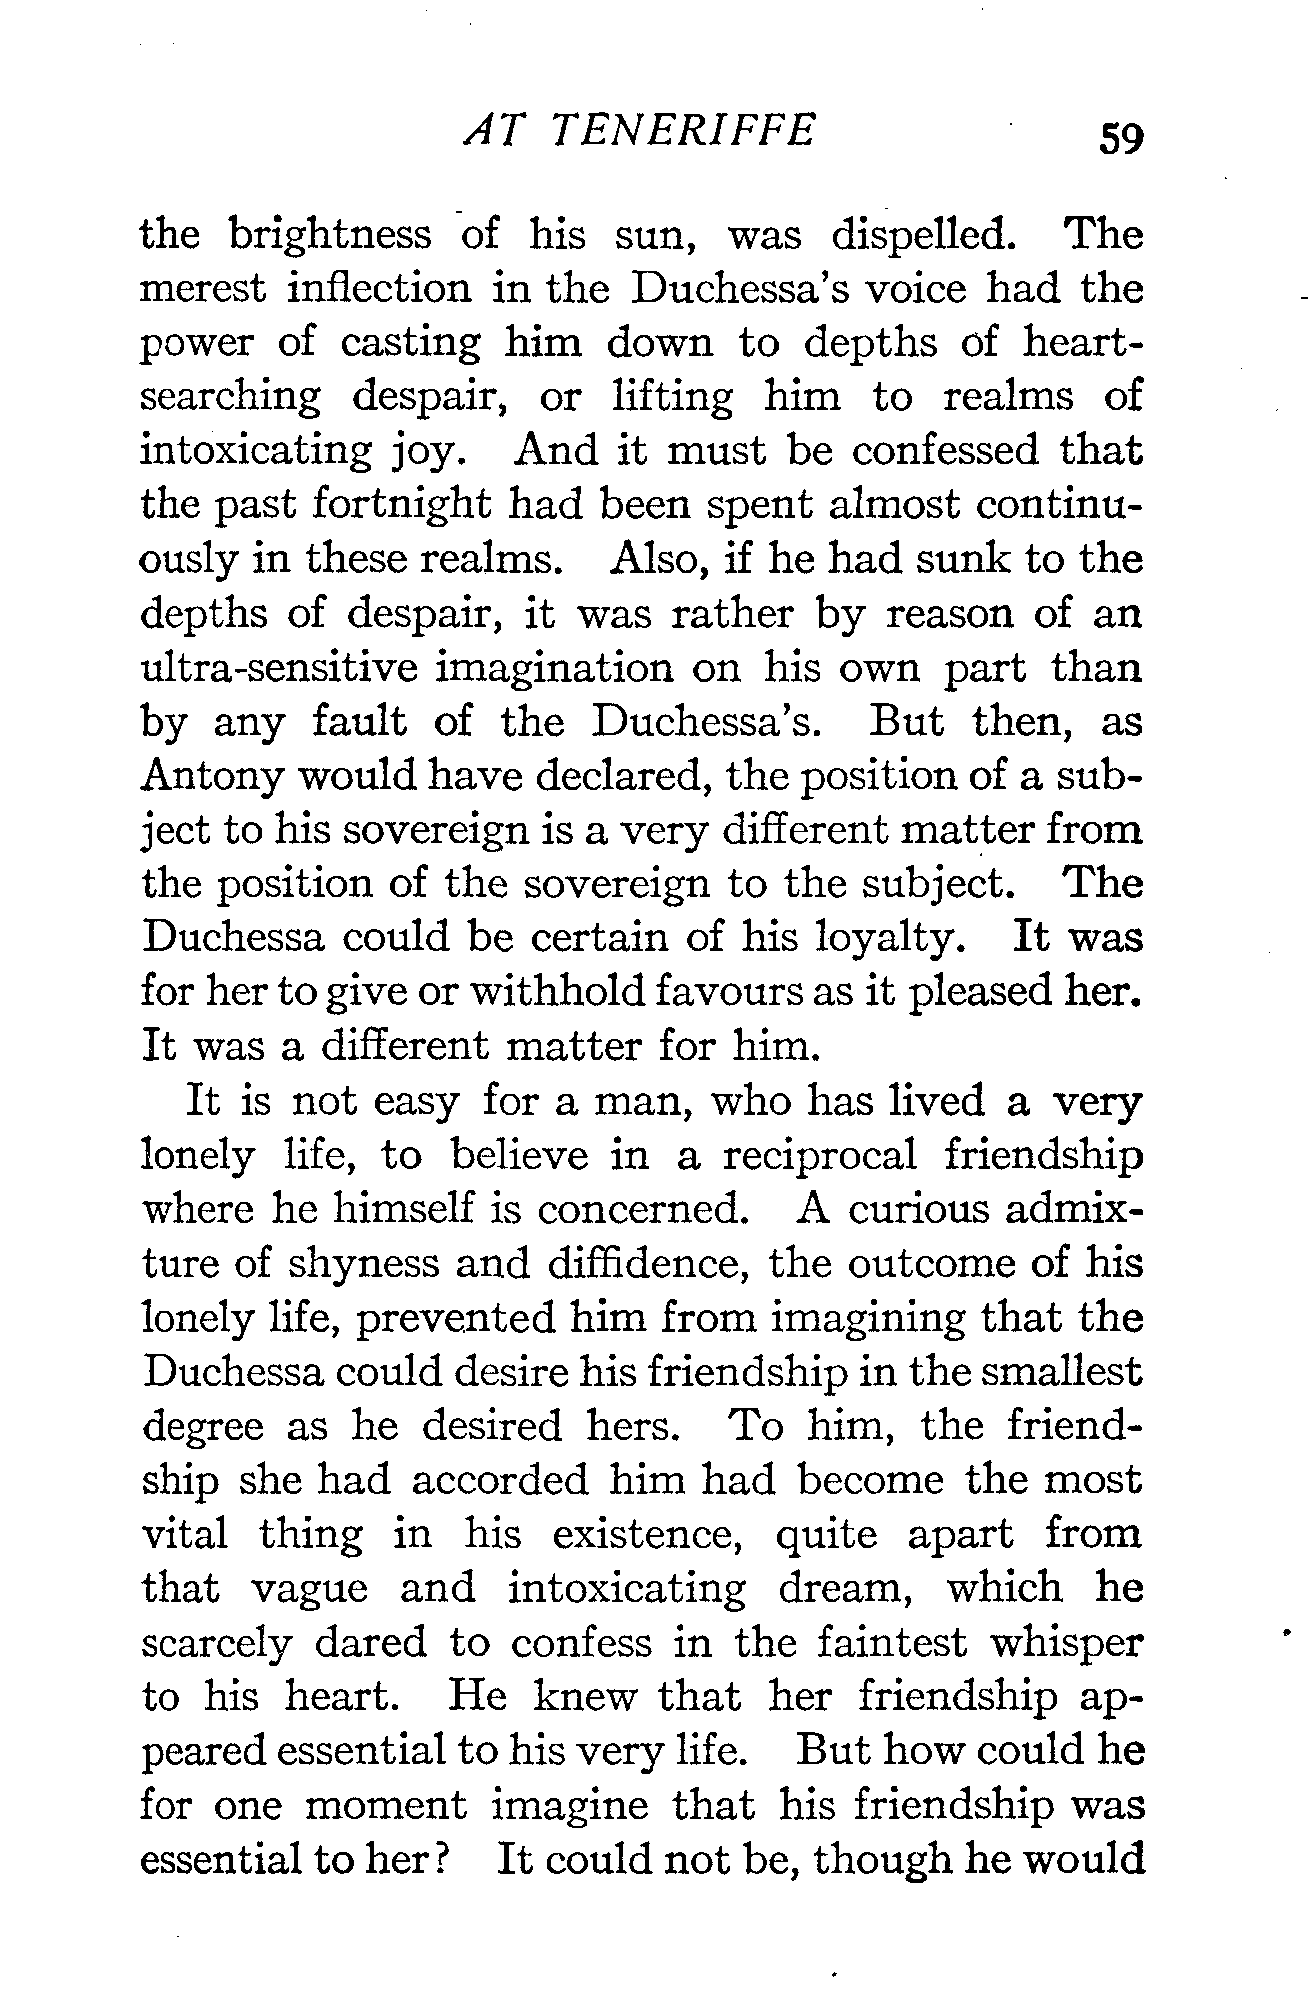 AT TENERIFFE 59
the brightness of his sun, was dispelled. The
merest inflection in the Duchessa's voice had the
power of casting him down to depths of heart-
searching despair, or lifting him to realms of
intoxicating joy. And it must be confessed that
the past fortnight had been spent almost continu-
ously in these realms. Also, if he had sunk to the
depths of despair, it was rather by reason of an
ultra-sensitive imagination on his own part than
by any fault of the Duchessa's. But then, as
Antony would have declared, the position of a sub-
ject to his sovereign is a very different matter from
the position of the sovereign to the subject. The
Duchessa could be certain of his loyalty. It was
for her to give or withhold favours as it pleased her.
It was a different matter for him.
It is not easy for a man, who has lived a very
lonely life, to believe in a reciprocal friendship
where he himself is concerned. A curious admix-
ture of shyness and diffidence, the outcome of his
lonely life, prevented him from imagining that the
Duchessa could desire his friendship in the smallest
degree as he desired hers. To him, the friend-
ship she had accorded him had become the most
vital thing in his existence, quite apart from
that vague and intoxicating dream, which he
scarcely dared to confess in the faintest whisper
to his heart. He knew that her friendship ap-
peared essential to his very life. But how could he
for one moment imagine that his friendship was
essential to her? It could not be, though he would